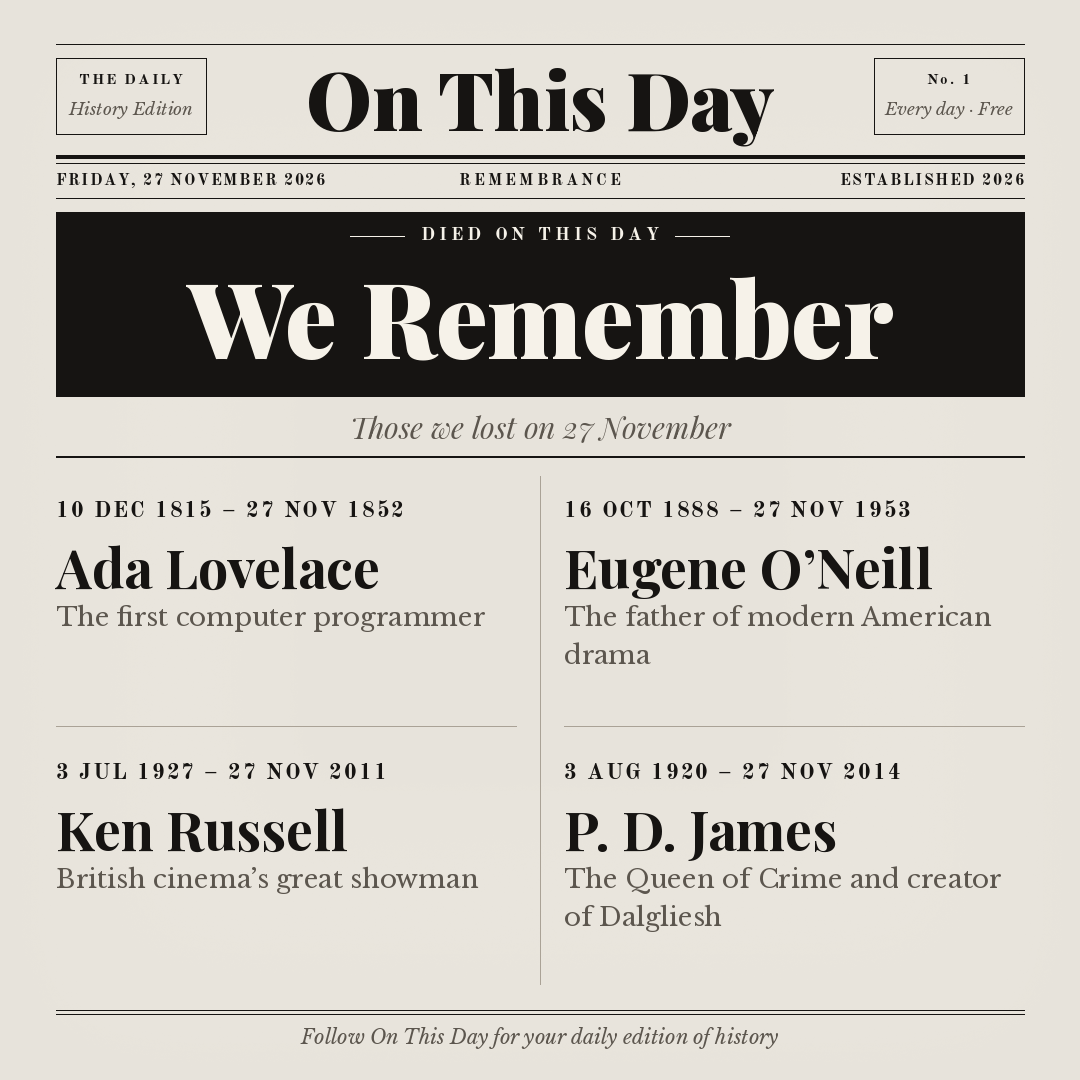 THE DAILY
History Edition
On This Day
No. 1
Every day · Free
FRIDAY, 27 NOVEMBER 2026
REMEMBRANCE
ESTABLISHED 2026
DIED ON THIS DAY
We Remember
Those we lost on 27 November
10 DEC 1815 – 27 NOV 1852
Ada Lovelace
The first computer programmer
16 OCT 1888 – 27 NOV 1953
Eugene O’Neill
The father of modern American
drama
3 JUL 1927 – 27 NOV 2011
Ken Russell
British cinema’s great showman
3 AUG 1920 – 27 NOV 2014
P. D. James
The Queen of Crime and creator
of Dalgliesh
Follow On This Day for your daily edition of history